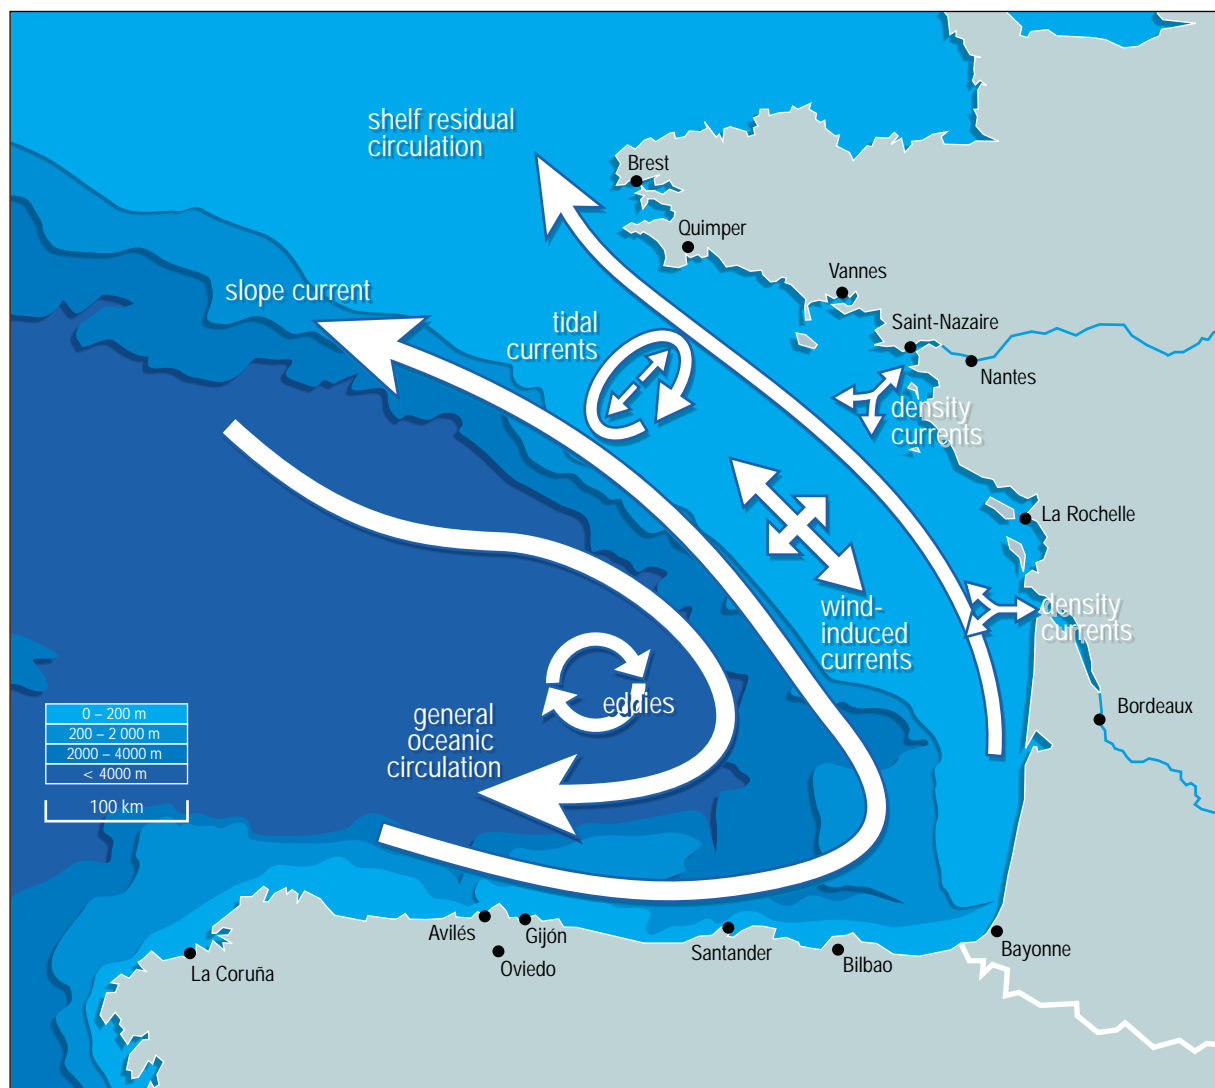 shelf residual
circulation
Brest
Quimper
Vannes
slope current
tidal
currents
Saint-Nazaire
Nantes
density
currents
La Rochelle
wind-
induced
currents
density
currents
eddies
general
oceanic
circulation
Bordeaux
0 – 200 m
200 – 2 000 m
2000 – 4000 m
< 4000 m
100 km
Avilés
Gijón
Oviedo
Santander
Bilbao
Bayonne
La Coruña